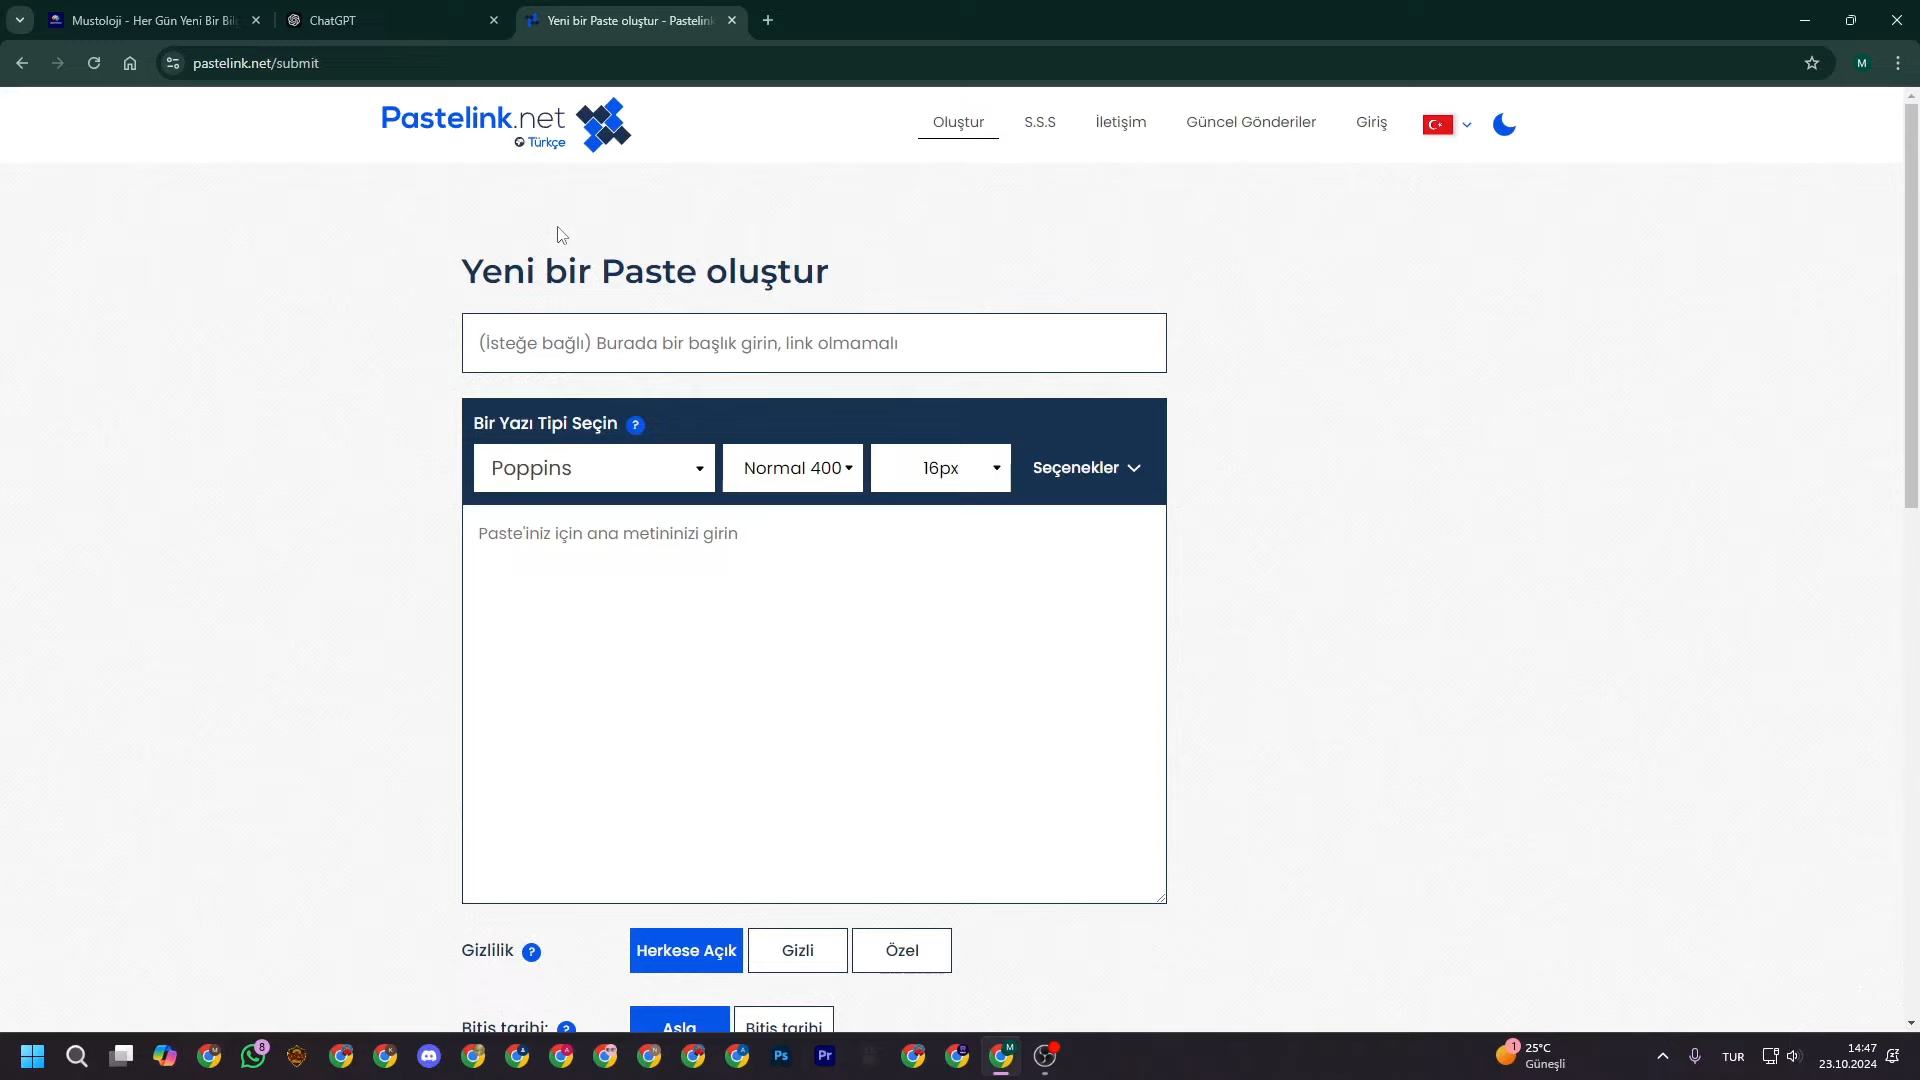 Mustoloji - Her Gün Yeni Bir Bil
ChatGPT
Yeni bir Paste oluştur - Pastelink
pastelink.net/submit
M
Pastelink.net
Türkçe
Oluştur
S.S.S
İletişim
Güncel Gönderiler
Giriş
Yeni bir Paste oluştur
(İsteğe bağlı) Burada bir başlık girin, link olmamalı
Bir Yazı Tipi Seçin ?
Poppins
Normal 400
16px
Seçenekler
Paste'iniz için ana metininizi girin
Gizlilik ?
Herkese Açık
Gizli
Özel
Bitiş tarihi: ?
Asla
Bitiş tarihi
8
Ps
Pr
M
1
25°C
Güneşli
TUR
14:47
23.10.2024